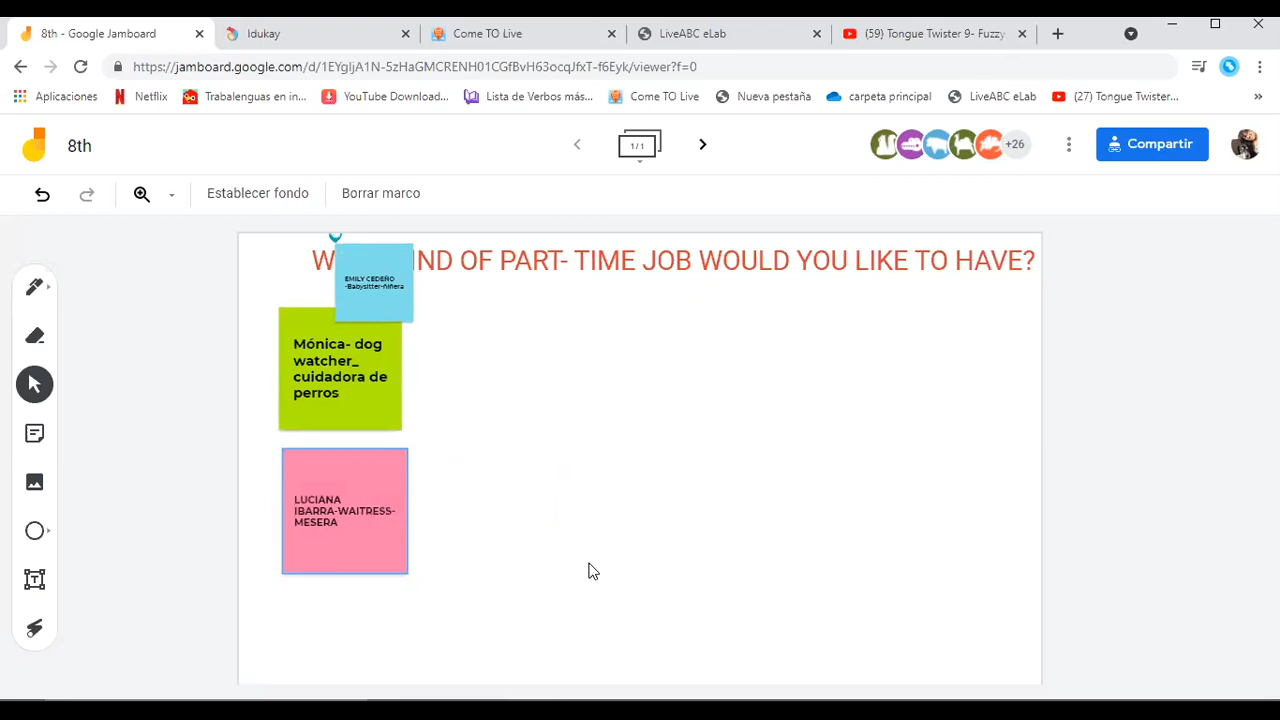 8th - Google Jamboard
Idukay
Come TO Live
LiveABC eLab
(59) Tongue Twister 9- Fuzzy
https://jamboard.google.com/d/1EYgljA1N-5zHaGMCRENH01CGfBvH63ocqJfxT-f6Eyk/viewer?f=0
Aplicaciones
Netflix
Trabalenguas en in...
YouTube Download...
Lista de Verbos más...
Come TO Live
Nueva pestaña
carpeta principal
LiveABC eLab
(27) Tongue Twister...
8th
1/1
+26
Compartir
Establecer fondo
Borrar marco
W IND OF PART- TIME JOB WOULD YOU LIKE TO HAVE?
EMILY CEDEÑO
-Babysitter-ñiñera
Mónica- dog
watcher_
cuidadora de
perros
LUCIANA
IBARRA-WAITRESS-
MESERA